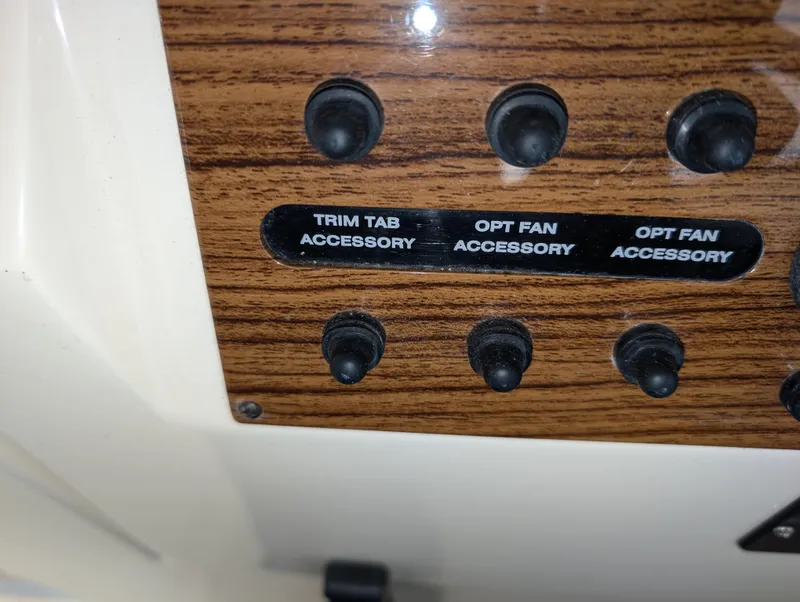 TRIM TAB
ACCESSORY
OPT FAN
ACCESSORY
OPT FAN
ACCESSORY